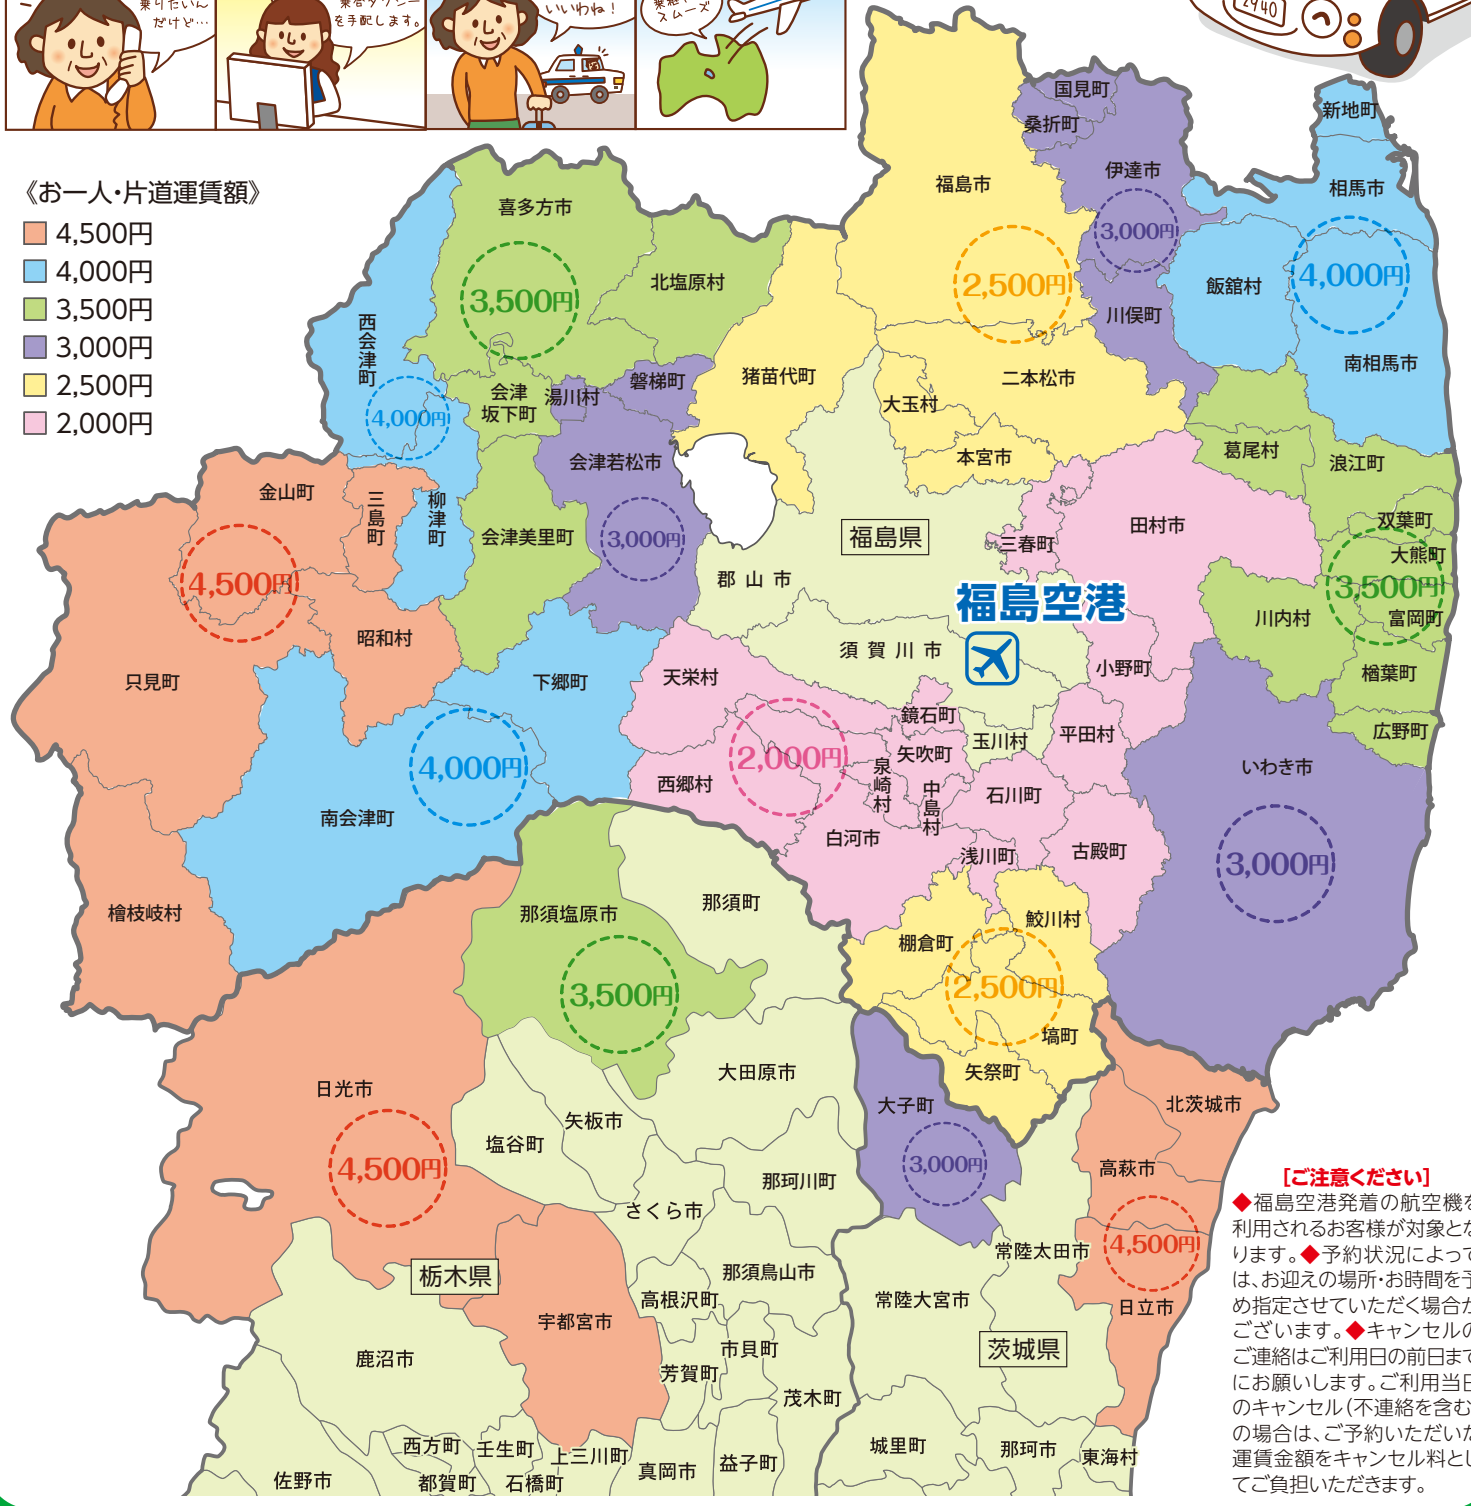 乗りたいん
だけど…
乗合タクシー
を手配します。
いいわね！
スムーズ
2940
《お一人・片道運賃額》
4,500円
4,000円
3,500円
3,000円
2,500円
2,000円
国見町
桑折町
新地町
伊達市
福島市
相馬市
喜多方市
3,000円
北塩原村
2,500円
飯舘村
4,000円
3,500円
川俣町
西会津町
南相馬市
磐梯町
猪苗代町
二本松市
会津
坂下町
湯川村
大玉村
4,000円
葛尾村
浪江町
会津若松市
本宮市
金山町
三島町
柳津町
双葉町
田村市
会津美里町
3,000円
福島県
三春町
大熊町
4,500円
郡山市
3,500円
福島空港
川内村
富岡町
昭和村
須賀川市
小野町
楢葉町
只見町
下郷町
天栄村
鏡石町
広野町
玉川村
平田村
矢吹町
4,000円
2,000円
いわき市
西郷村
泉崎村
中島村
石川町
南会津町
白河市
浅川町
古殿町
3,000円
檜枝岐村
那須塩原市
那須町
鮫川村
棚倉町
3,500円
2,500円
塙町
大田原市
矢祭町
日光市
大子町
北茨城市
矢板市
塩谷町
4,500円
3,000円
高萩市
那珂川町
さくら市
4,500円
常陸太田市
栃木県
那須烏山市
高根沢町
常陸大宮市
日立市
宇都宮市
市貝町
茨城県
鹿沼市
芳賀町
茂木町
西方町
壬生町
上三川町
城里町
那珂市
東海村
佐野市
都賀町
石橋町
真岡市
益子町
[ご注意ください]
◆福島空港発着の航空機を
利用されるお客様が対象とな
ります。◆予約状況によって
は、お迎えの場所・お時間を予
め指定させていただく場合が
ございます。◆キャンセルの
ご連絡はご利用日の前日まで
にお願いします。ご利用当日
のキャンセル(不連絡を含む)
の場合は、ご予約いただいた
運賃金額をキャンセル料とし
てご負担いただきます。